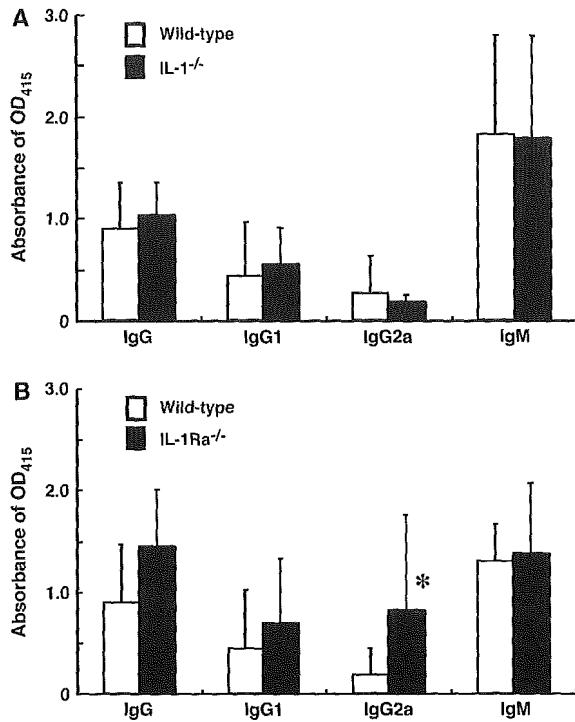 A
3.0
Wild-type
IL-1-/-
2.0
1.0
0
Absorbance of OD415
IgG
IgG1
IgG2a
IgM
B
3.0
Wild-type
IL-1Ra-/-
2.0
1.0
0
Absorbance of OD415
*
IgG
IgG1
IgG2a
IgM